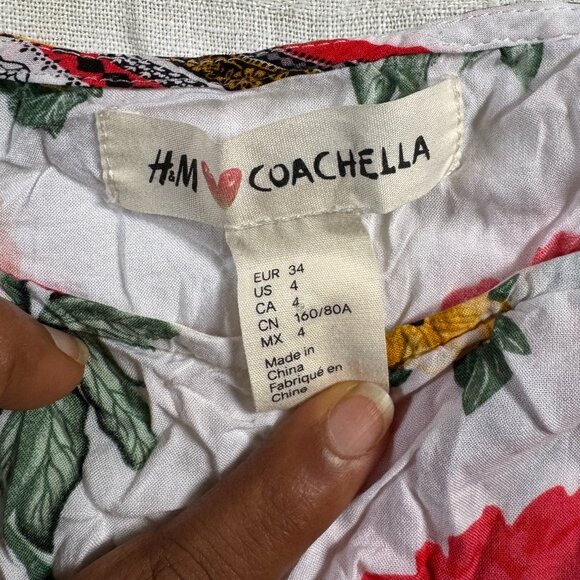 H&M COACHELLA
EUR 34
US 4
CA 4
CN 160/80A
MX 4
Made in
China
Fabriqué en
Chine